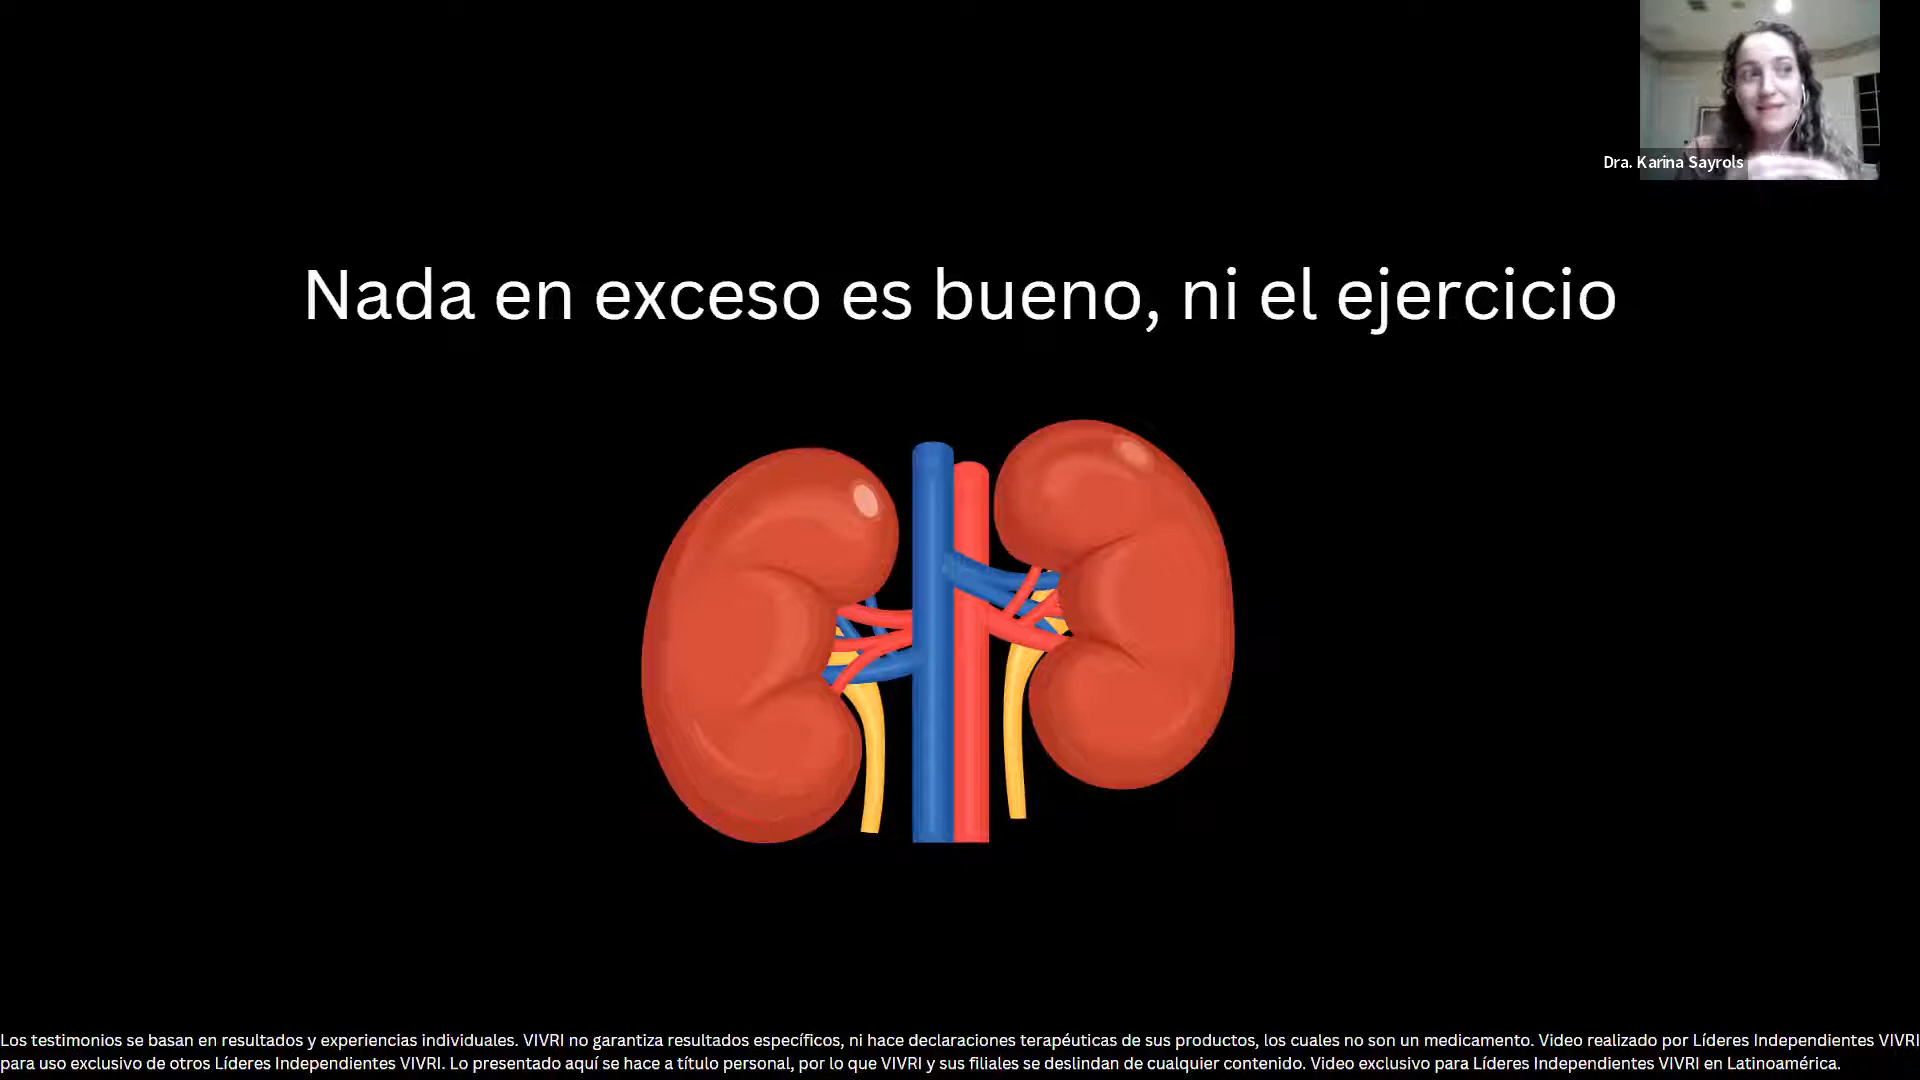 Dra. Karina Sayrols
Nada en exceso es bueno, ni el ejercicio
Los testimonios se basan en resultados y experiencias individuales. VIVRI no garantiza resultados específicos, ni hace declaraciones terapéuticas de sus productos, los cuales no son un medicamento. Video realizado por Líderes Independientes VIVRI
para uso exclusivo de otros Líderes Independientes VIVRI. Lo presentado aquí se hace a título personal, por lo que VIVRI y sus filiales se deslindan de cualquier contenido. Video exclusivo para Líderes Independientes VIVRI en Latinoamérica.